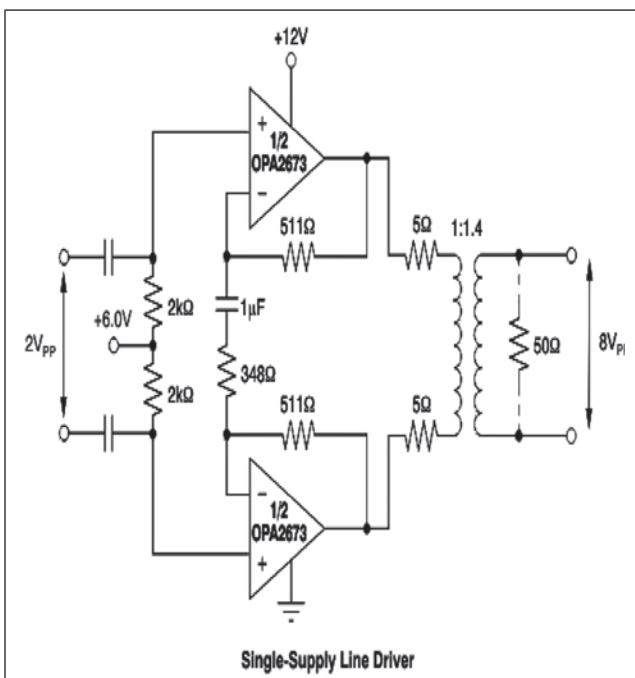 +12V
+
1/2
OPA2673
−
511Ω
5Ω
1:1.4
+6.0V
2kΩ
1μF
2V_PP
50Ω
8V_P
2kΩ
348Ω
511Ω
5Ω
−
1/2
OPA2673
+
Single-Supply Line Driver